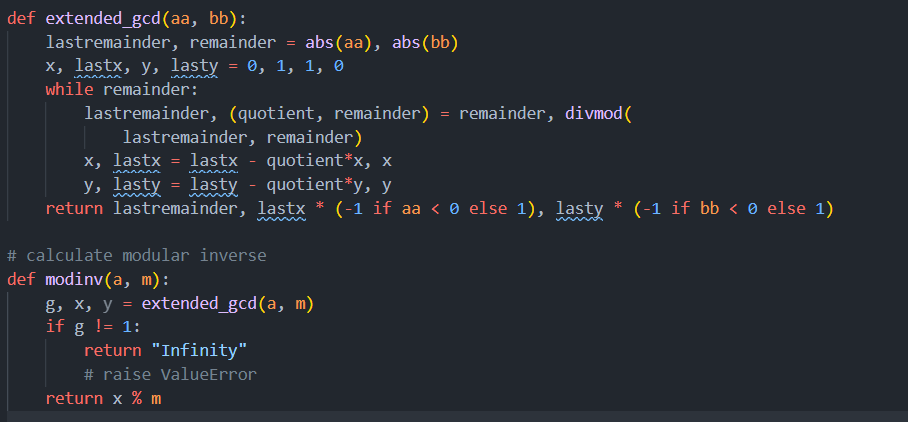 def extended_gcd(aa, bb):
    lastremainder, remainder = abs(aa), abs(bb)
    x, lastx, y, lasty = 0, 1, 1, 0
    while remainder:
        lastremainder, (quotient, remainder) = remainder, divmod(
            lastremainder, remainder)
        x, lastx = lastx - quotient*x, x
        y, lasty = lasty - quotient*y, y
    return lastremainder, lastx * (-1 if aa < 0 else 1), lasty * (-1 if bb < 0 else 1)

# calculate modular inverse
def modinv(a, m):
    g, x, y = extended_gcd(a, m)
    if g != 1:
        return "Infinity"
        # raise ValueError
    return x % m